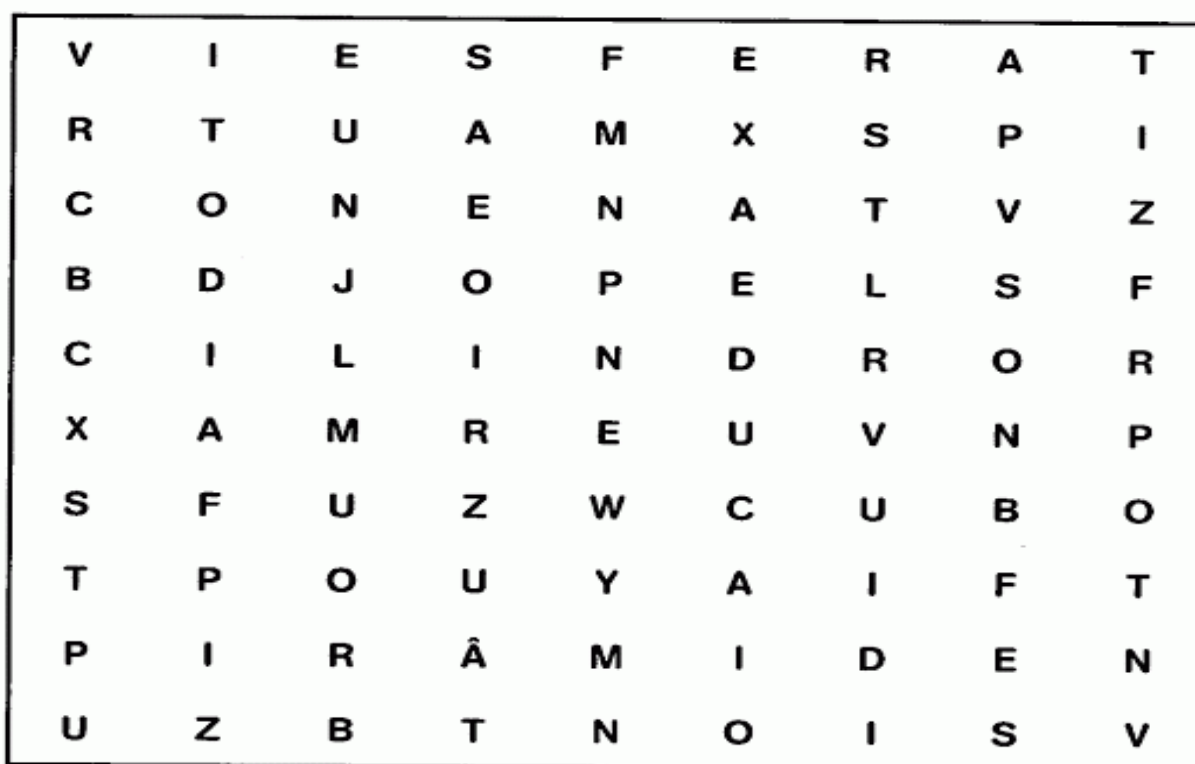 V I E S F E R A T
R T U A M X S P I
C O N E N A T V Z
B D J O P E L S F
C I L I N D R O R
X A M R E U V N P
S F U Z W C U B O
T P O U Y A I F T
P I R Â M I D E N
U Z B T N O I S V